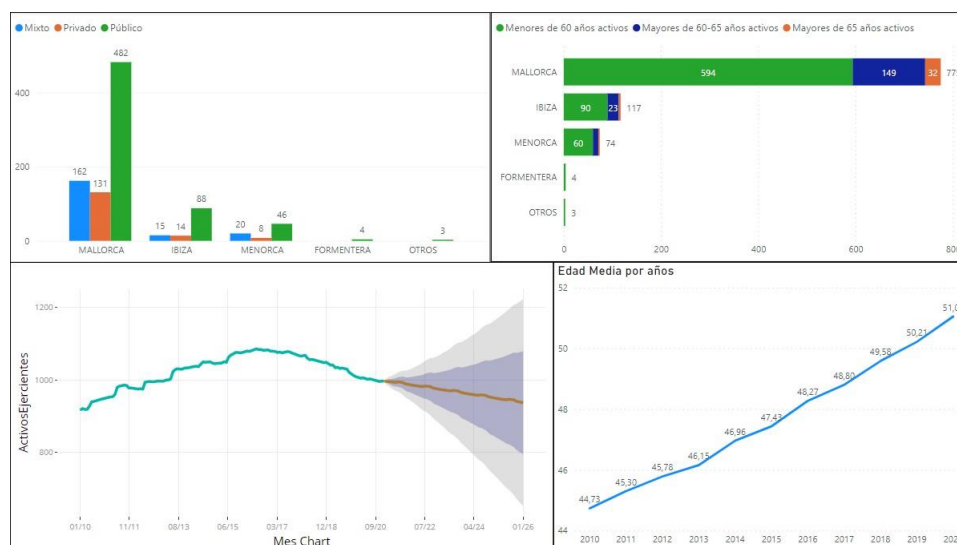 Mixto Privado Público
482
400
200
162
131
88
46
15
14
20
8
4
3
0
MALLORCA IBIZA MENORCA FORMENTERA OTROS
Menores de 60 años activos Mayores de 60-65 años activos Mayores de 65 años activos
MALLORCA 594 149 32
IBIZA 90 23 117
MENORCA 60 74
FORMENTERA 4
OTROS 3
0 200 400 600
ActivosEjercientes
1200
1000
800
01/10 11/11 08/13 06/15 03/17 12/18 09/20 07/22 04/24 01/26
Mes Chart
Edad Media por años
52
50
48
46
44
44,73
45,30
45,78
46,15
46,96
47,43
48,27
48,80
49,58
50,21
51,0
2010 2011 2012 2013 2014 2015 2016 2017 2018 2019